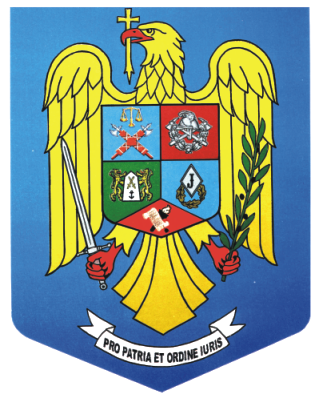 J
PRO PATRIA ET ORDINE IURIS